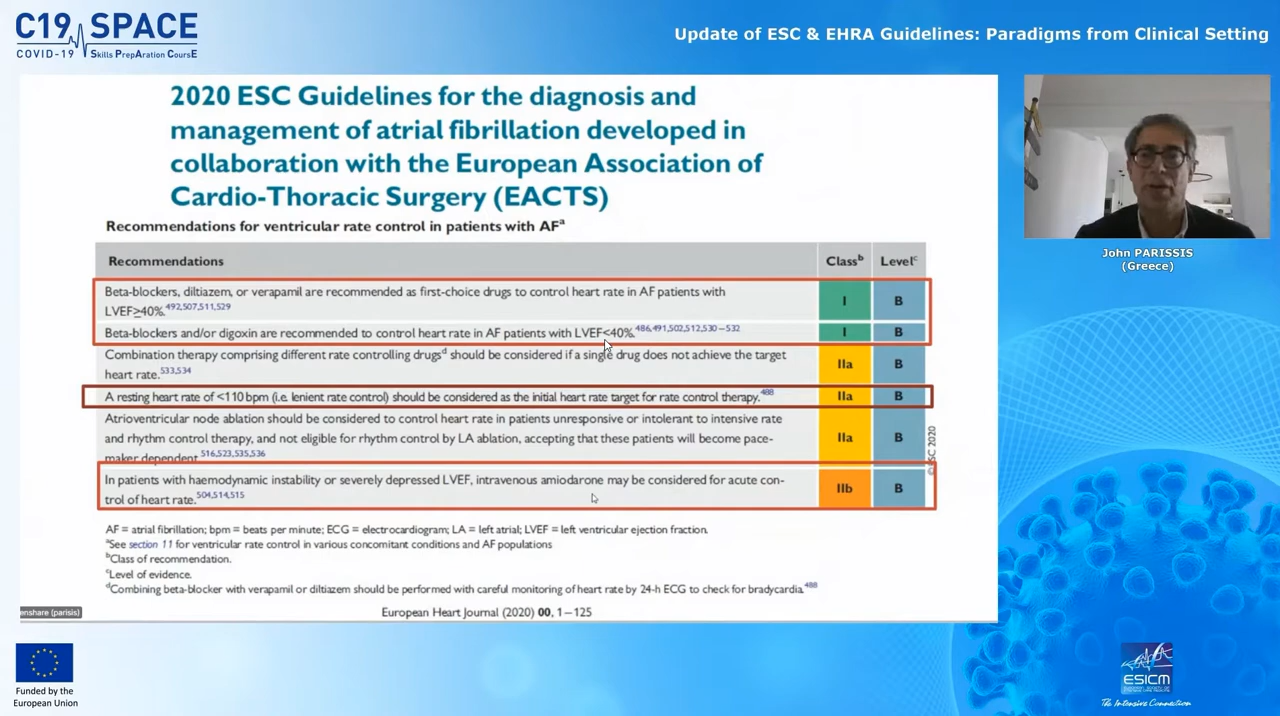 C19 SPACE
COVID-19 Skills PrepAration CoursE
Update of ESC & EHRA Guidelines: Paradigms from Clinical Setting
2020 ESC Guidelines for the diagnosis and
management of atrial fibrillation developed in
collaboration with the European Association of
Cardio-Thoracic Surgery (EACTS)
Recommendations for ventricular rate control in patients with AFᵃ
Recommendations Classᵇ Levelᶜ
Beta-blockers, diltiazem, or verapamil are recommended as first-choice drugs to control heart rate in AF patients with
LVEF≥40%.492,507,511,529 I B
Beta-blockers and/or digoxin are recommended to control heart rate in AF patients with LVEF<40%.486,491,502,512,530–532 I B
Combination therapy comprising different rate controlling drugsᵈ should be considered if a single drug does not achieve the target
heart rate.533,534 IIa B
A resting heart rate of <110 bpm (i.e. lenient rate control) should be considered as the initial heart rate target for rate control therapy.488 IIa B
Atrioventricular node ablation should be considered to control heart rate in patients unresponsive or intolerant to intensive rate
and rhythm control therapy, and not eligible for rhythm control by LA ablation, accepting that these patients will become pace-
maker dependent.516,523,535,536 IIa B
In patients with haemodynamic instability or severely depressed LVEF, intravenous amiodarone may be considered for acute con-
trol of heart rate.504,514,515 IIb B
©ESC 2020
AF = atrial fibrillation; bpm = beats per minute; ECG = electrocardiogram; LA = left atrial; LVEF = left ventricular ejection fraction.
ᵃSee section 11 for ventricular rate control in various concomitant conditions and AF populations
ᵇClass of recommendation.
ᶜLevel of evidence.
ᵈCombining beta-blocker with verapamil or diltiazem should be performed with careful monitoring of heart rate by 24-h ECG to check for bradycardia.488
European Heart Journal (2020) 00, 1–125
enshare (parisis)
John PARISSIS
(Greece)
Funded by the
European Union
ESICM
The Intensive Connection